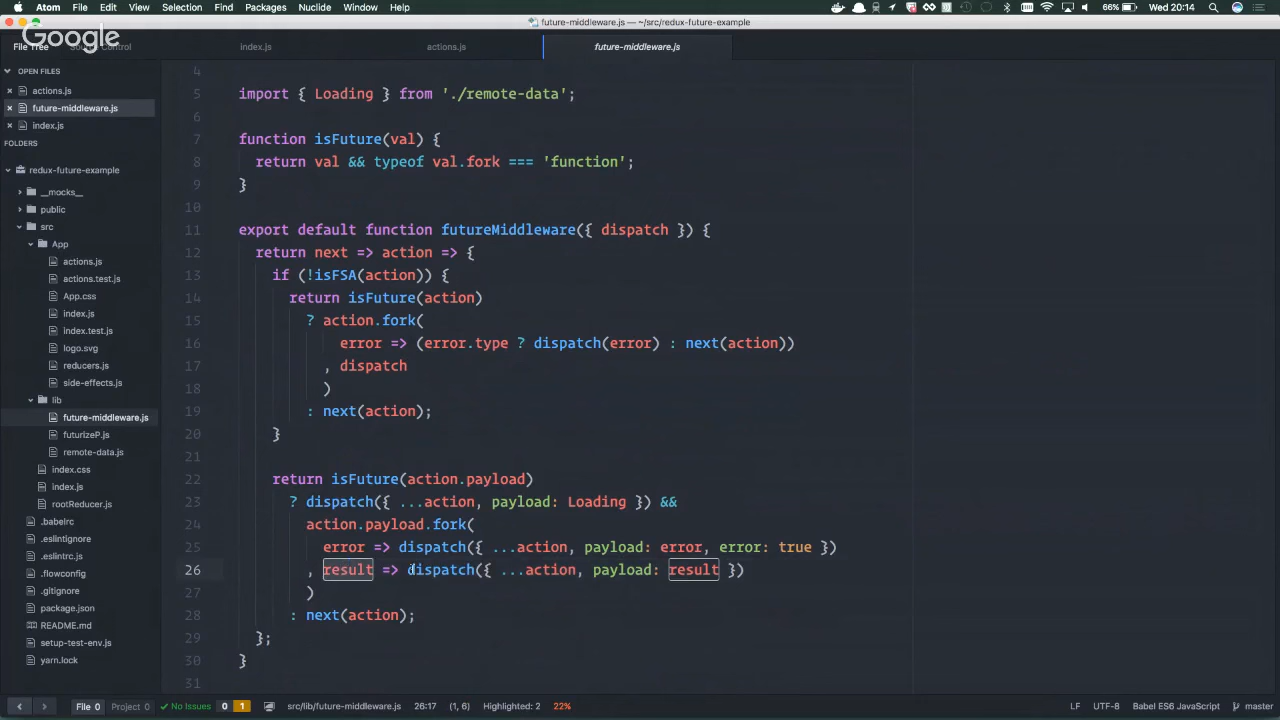 Atom File Edit View Selection Find Packages Nuclide Window Help 66% Wed 20:14
future-middleware.js — ~/src/redux-future-example
Google
File Tree Source Control index.js actions.js future-middleware.js
OPEN FILES
actions.js
future-middleware.js
index.js
FOLDERS
redux-future-example
__mocks__
public
src
App
actions.js
actions.test.js
App.css
index.js
index.test.js
logo.svg
reducers.js
side-effects.js
lib
future-middleware.js
futurizeP.js
remote-data.js
index.css
index.js
rootReducer.js
.babelrc
.eslintignore
.eslintrc.js
.flowconfig
.gitignore
package.json
README.md
setup-test-env.js
yarn.lock
4
5 import { Loading } from './remote-data';
6
7 function isFuture(val) {
8 return val && typeof val.fork === 'function';
9 }
10
11 export default function futureMiddleware({ dispatch }) {
12 return next => action => {
13 if (!isFSA(action)) {
14 return isFuture(action)
15 ? action.fork(
16 error => (error.type ? dispatch(error) : next(action))
17 , dispatch
18 )
19 : next(action);
20 }
21
22 return isFuture(action.payload)
23 ? dispatch({ ...action, payload: Loading }) &&
24 action.payload.fork(
25 error => dispatch({ ...action, payload: error, error: true })
26 , result => dispatch({ ...action, payload: result })
27 )
28 : next(action);
29 };
30 }
31
File 0 Project 0 No Issues 0 1 src/lib/future-middleware.js 26:17 (1, 6) Highlighted: 2 22% LF UTF-8 Babel ES6 JavaScript master